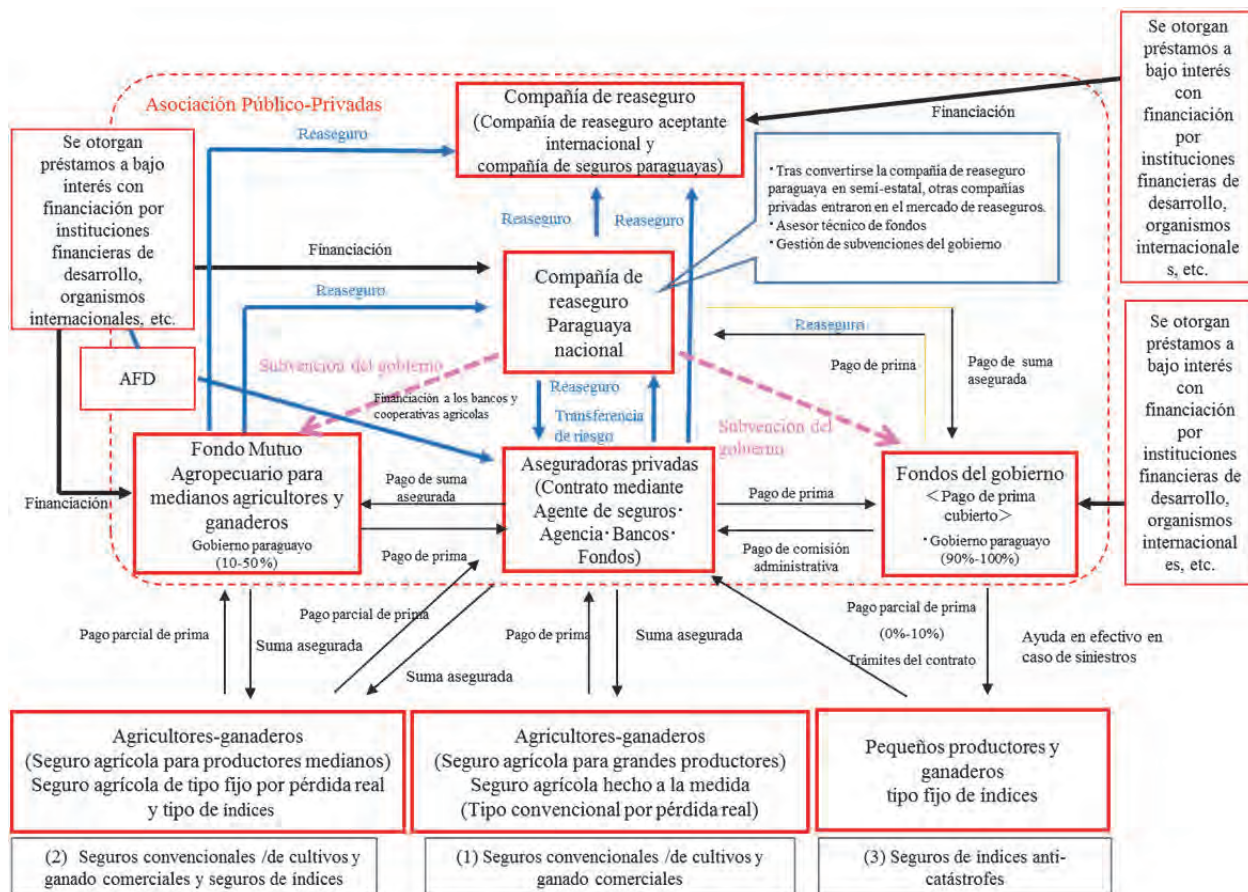 Asociación Público-Privadas
Se otorgan
préstamos a
bajo interés con
financiación por
instituciones
financieras de
desarrollo,
organismos
internacionales, etc.
AFD
Financiación
Reaseguro
Compañía de reaseguro
(Compañía de reaseguro aceptante
internacional y
compañía de seguros paraguayas)
Financiación
Se otorgan
préstamos a
bajo interés
con
financiación
por
instituciones
financieras de
desarrollo,
organismos
internacionale
s, etc.
・Tras convertirse la compañía de reaseguro
paraguaya en semi-estatal, otras compañías
privadas entraron en el mercado de reaseguros.
・Asesor técnico de fondos
・Gestión de subvenciones del gobierno
Reaseguro
Reaseguro
Financiación
Reaseguro
Compañía de
reaseguro
Paraguaya
nacional
Reaseguro
Pago de prima
Pago de suma
asegurada
Se otorgan
préstamos a
bajo interés
con
financiación
por
instituciones
financieras de
desarrollo,
organismos
internacional
es, etc.
Subvención del gobierno
Financiación a los bancos y
cooperativas agrícolas
Reaseguro
Transferencia
de riesgo
Subvención del
gobierno
Fondo Mutuo
Agropecuario para
medianos agricultores y
ganaderos
Gobierno paraguayo
(10-50%)
Pago de suma
asegurada
Pago de prima
Aseguradoras privadas
(Contrato mediante
Agente de seguros・
Agencia・Bancos・
Fondos)
Pago de prima
Pago de comisión
administrativa
Fondos del gobierno
＜Pago de prima
cubierto＞
・Gobierno paraguayo
(90%-100%)
Pago parcial de prima
Suma asegurada
Pago parcial de prima
Suma asegurada
Pago de prima
Suma asegurada
Pago parcial de prima
(0%-10%)
Trámites del contrato
Ayuda en efectivo en
caso de siniestros
Agricultores-ganaderos
(Seguro agrícola para productores medianos)
Seguro agrícola de tipo fijo por pérdida real
y tipo de índices
Agricultores-ganaderos
(Seguro agrícola para grandes productores)
Seguro agrícola hecho a la medida
(Tipo convencional por pérdida real)
Pequeños productores y
ganaderos
tipo fijo de índices
(2) Seguros convencionales /de cultivos y
ganado comerciales y seguros de índices
(1) Seguros convencionales /de cultivos y
ganado comerciales
(3) Seguros de índices anti-
catástrofes